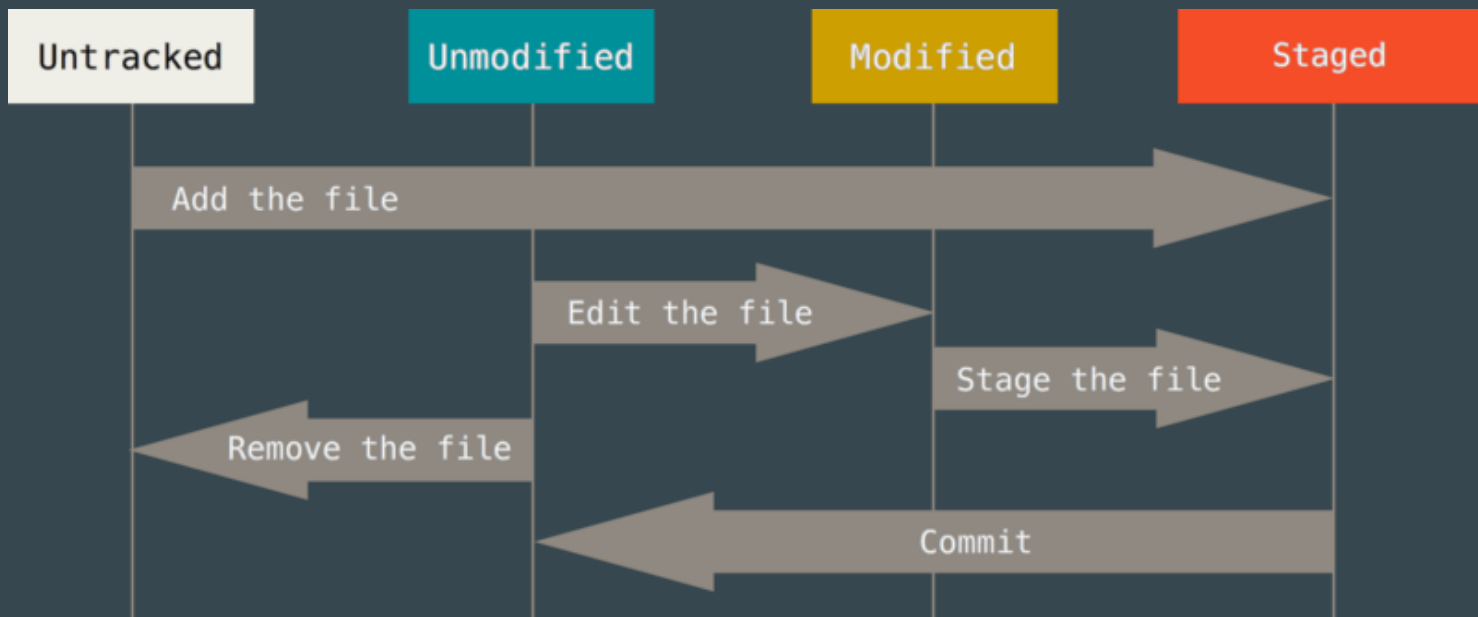 Untracked
Unmodified
Modified
Staged
Add the file
Edit the file
Stage the file
Remove the file
Commit